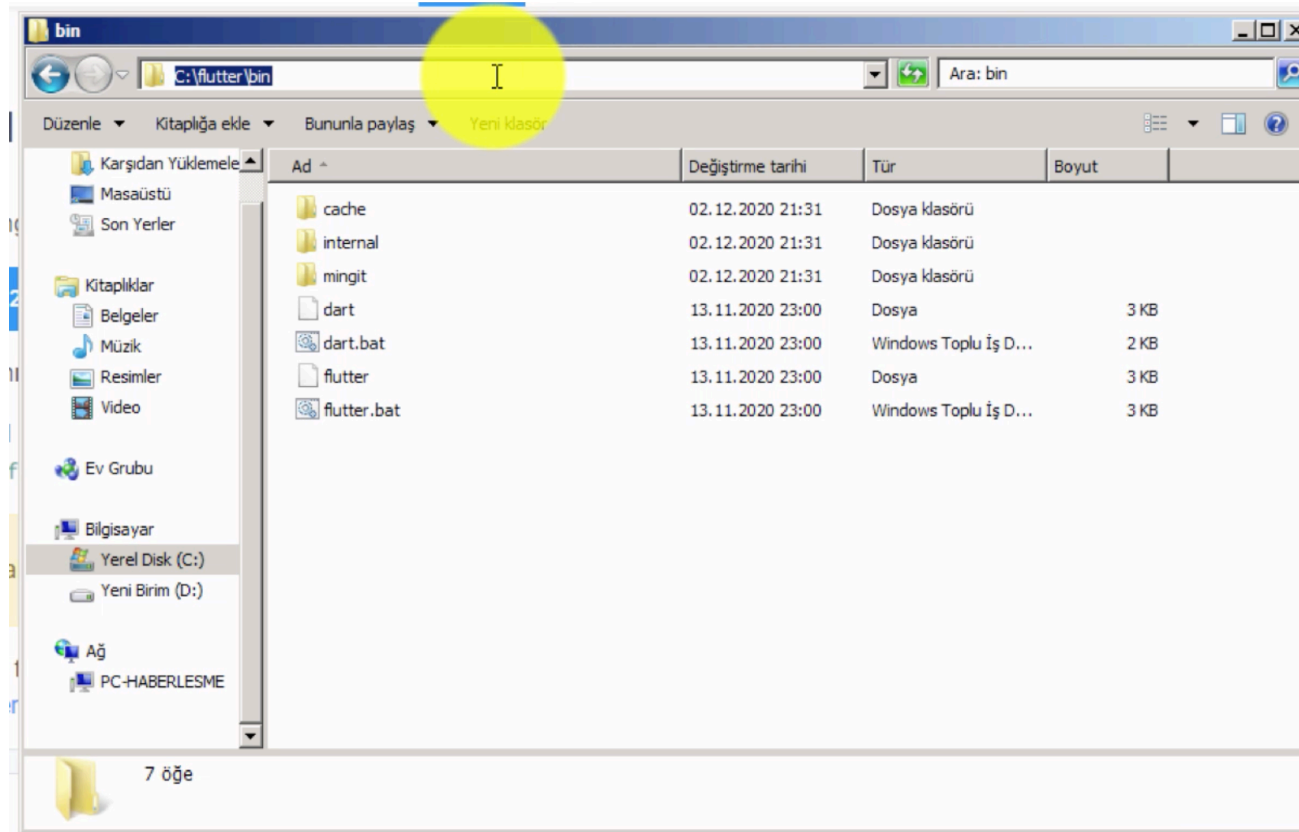 bin
C:\flutter\bin
Ara: bin
Düzenle Kitaplığa ekle Bununla paylaş Yeni klasör
Karşıdan Yüklemele
Masaüstü
Son Yerler
Kitaplıklar
Belgeler
Müzik
Resimler
Video
Ev Grubu
Bilgisayar
Yerel Disk (C:)
Yeni Birim (D:)
Ağ
PC-HABERLESME
Ad Değiştirme tarihi Tür Boyut
cache 02.12.2020 21:31 Dosya klasörü
internal 02.12.2020 21:31 Dosya klasörü
mingit 02.12.2020 21:31 Dosya klasörü
dart 13.11.2020 23:00 Dosya 3 KB
dart.bat 13.11.2020 23:00 Windows Toplu İş D... 2 KB
flutter 13.11.2020 23:00 Dosya 3 KB
flutter.bat 13.11.2020 23:00 Windows Toplu İş D... 3 KB
7 öğe